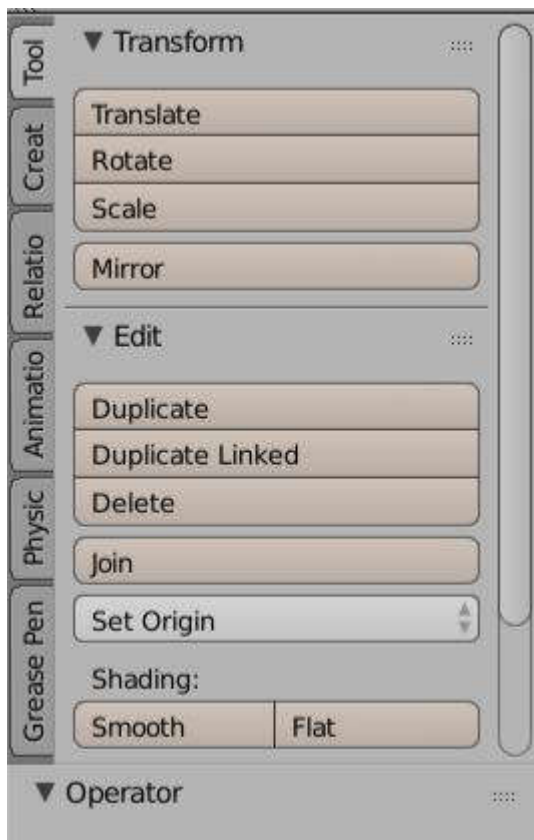 Tool
Creat
Relatio
Animatio
Physic
Grease Pen
Transform
Translate
Rotate
Scale
Mirror
Edit
Duplicate
Duplicate Linked
Delete
Join
Set Origin
Shading:
Smooth Flat
Operator